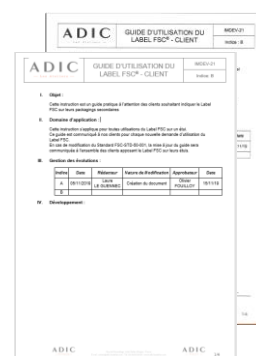 ADIC
GUIDE D'UTILISATION DU
LABEL FSC® - CLIENT
MDEV-21
Indice : B
ADIC
GUIDE D'UTILISATION DU
LABEL FSC® - CLIENT
MDEV-21
Indice : B
I. Objet :
Cette instruction est un guide pratique à l'attention des clients souhaitant indiquer le Label
FSC sur leurs packagings secondaires.
II. Domaine d'application :
Cette instruction s'applique pour toutes utilisations du Label FSC sur un étui.
Ce guide est communiqué à nos clients pour chaque nouvelle demande d'utilisation du
Label FSC.
En cas de modification du Standard FSC-STD-50-001, la mise à jour du guide sera
communiquée à l'ensemble des clients apposant le Label FSC sur leurs étuis.
III. Gestion des évolutions :
Indice Date Rédacteur Nature de Modification Approbateur Date
A Laure LE GUENNEC Création du document Olivier FOUILLOY
B
IV. Développement :
ADIC
ADIC